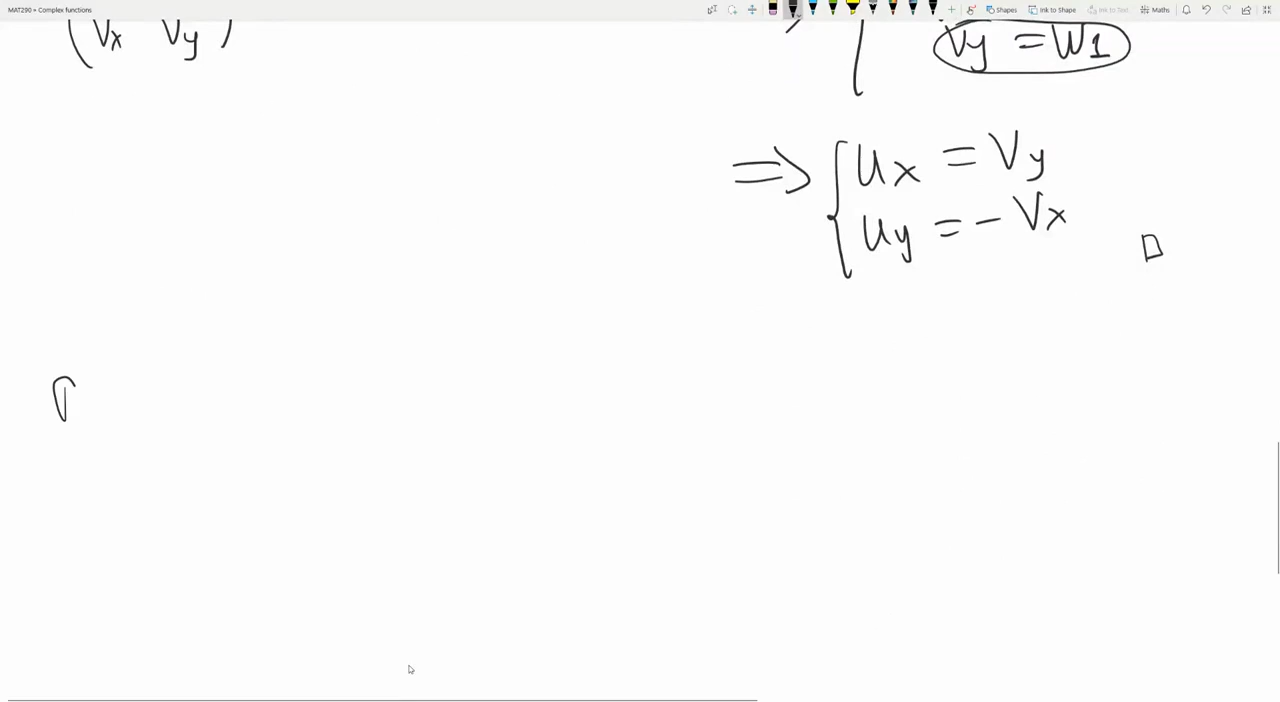 MAT290 • Complex functions
Shapes Ink to Shape Ink to Text Maths
(Vx Vy)
Vy = W1
⇒ { Ux = Vy
Uy = - Vx